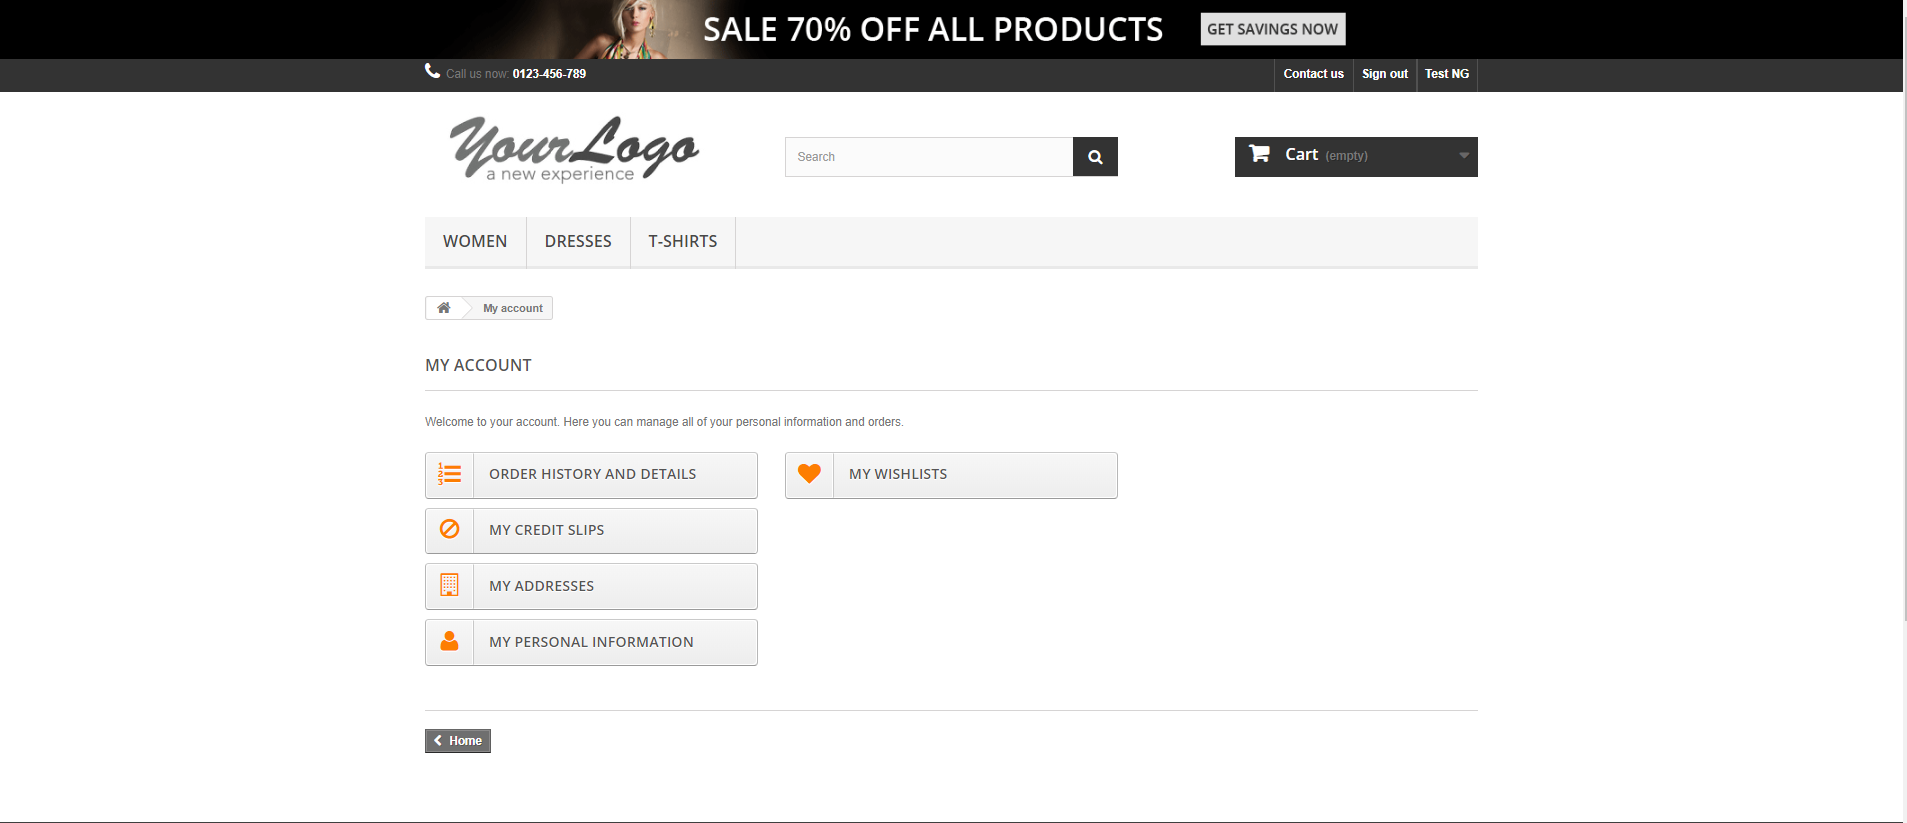 SALE 70% OFF ALL PRODUCTS GET SAVINGS NOW
Call us now: 0123-456-789 Contact us Sign out Test NG
YourLogo
a new experience
Search
Cart (empty)
WOMEN DRESSES T-SHIRTS
My account
MY ACCOUNT
Welcome to your account. Here you can manage all of your personal information and orders.
1
2
3
ORDER HISTORY AND DETAILS
MY WISHLISTS
MY CREDIT SLIPS
MY ADDRESSES
MY PERSONAL INFORMATION
Home